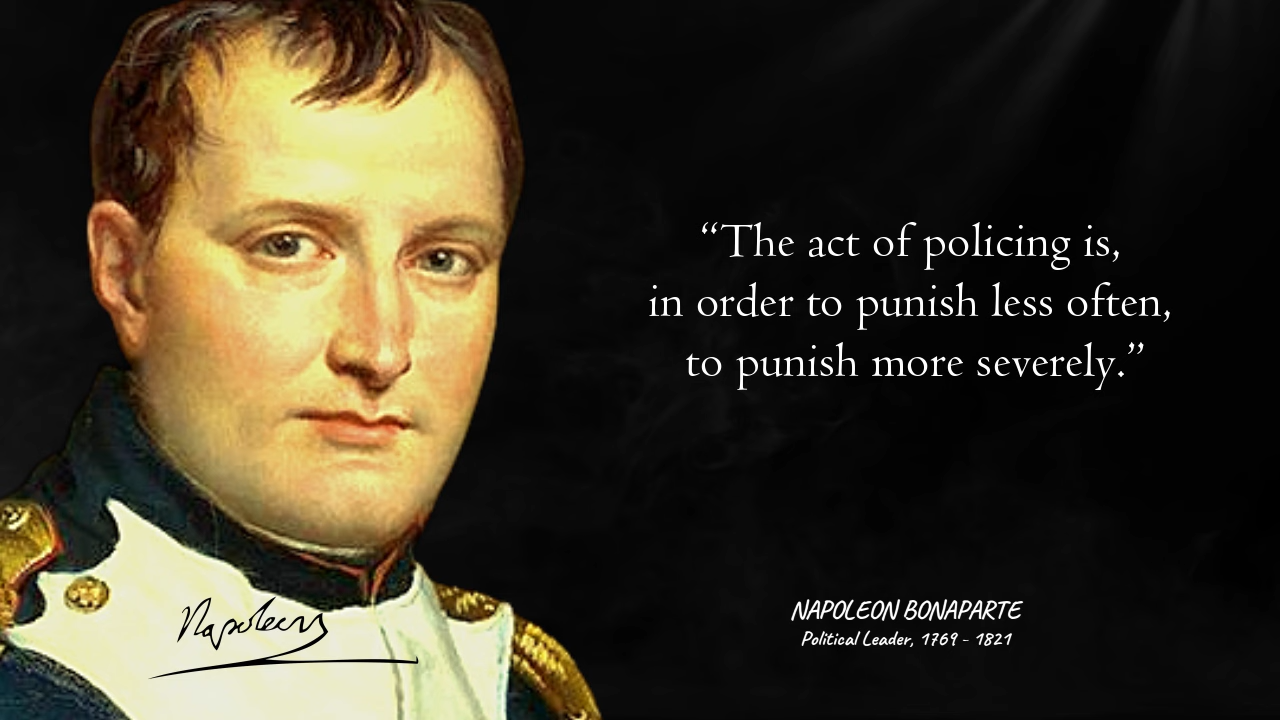 “The act of policing is,
in order to punish less often,
to punish more severely.”
Napoleon
NAPOLEON BONAPARTE
Political Leader, 1769 - 1821